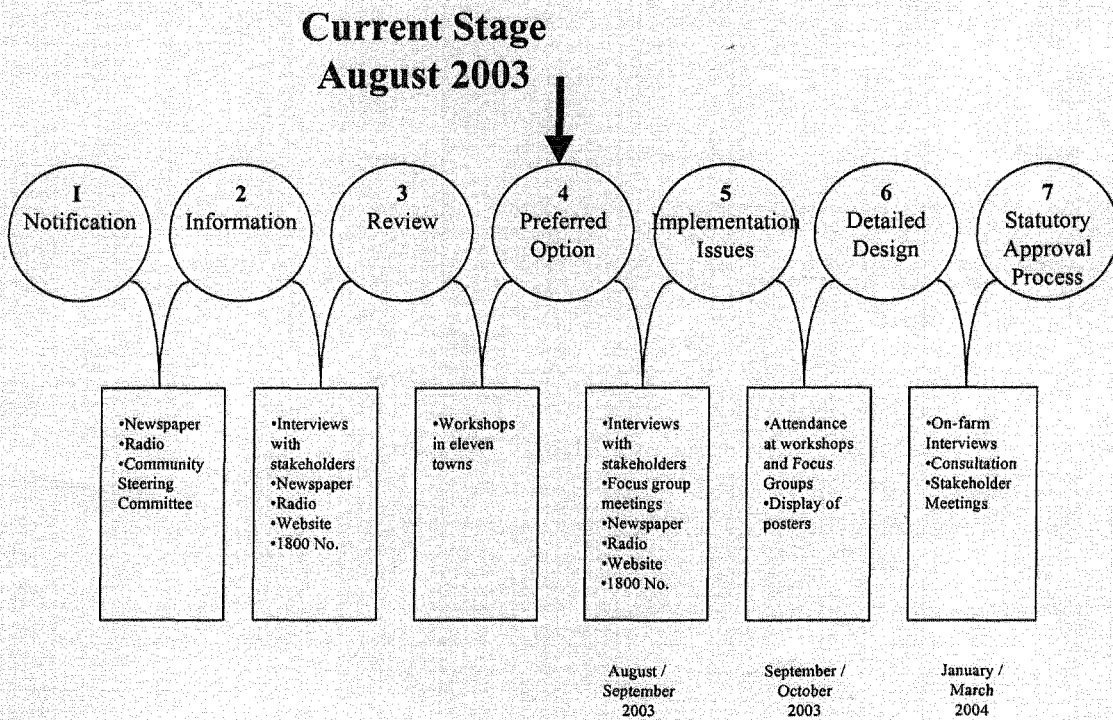 Current Stage
August 2003
1
Notification
2
Information
3
Review
4
Preferred
Option
5
Implementation
Issues
6
Detailed
Design
7
Statutory
Approval
Process
•Newspaper
•Radio
•Community
Steering
Committee
•Interviews
with
stakeholders
•Newspaper
•Radio
•Website
•1800 No.
•Workshops
in eleven
towns
•Interviews
with
stakeholders
•Focus group
meetings
•Newspaper
•Radio
•Website
•1800 No.
•Attendance
at workshops
and Focus
Groups
•Display of
posters
•On-farm
Interviews
•Consultation
•Stakeholder
Meetings
August /
September
2003
September /
October
2003
January /
March
2004